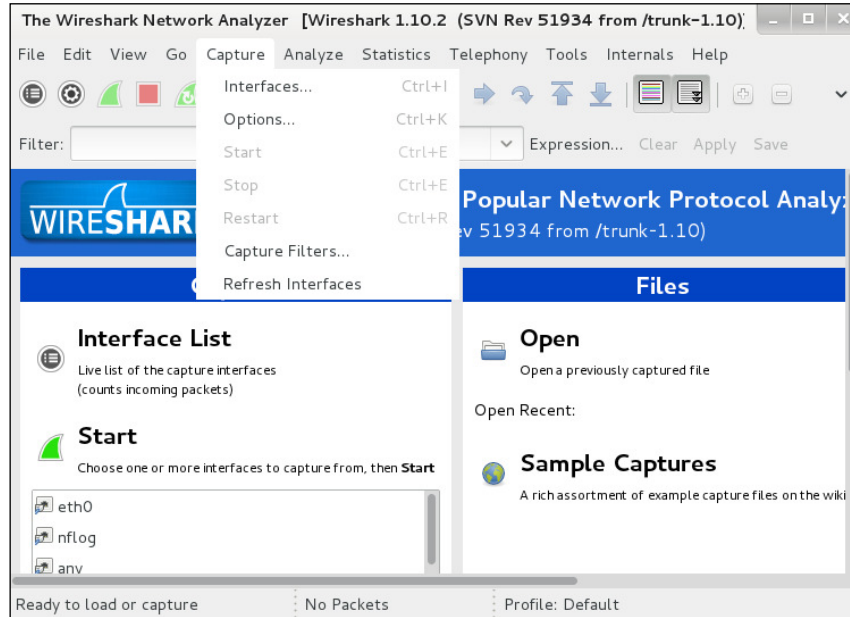 The Wireshark Network Analyzer [Wireshark 1.10.2 (SVN Rev 51934 from /trunk-1.10)]
File Edit View Go Capture Analyze Statistics Telephony Tools Internals Help
Interfaces... Ctrl+I
Options... Ctrl+K
Filter: Expression... Clear Apply Save
Start Ctrl+E
Stop Ctrl+E
Restart Ctrl+R
Capture Filters...
Refresh Interfaces
WIRESHAR
Popular Network Protocol Analy
ev 51934 from /trunk-1.10)
Interface List
Live list of the capture interfaces
(counts incoming packets)
Start
Choose one or more interfaces to capture from, then Start
eth0
nflog
any
Files
Open
Open a previously captured file
Open Recent:
Sample Captures
A rich assortment of example capture files on the wiki
Ready to load or capture No Packets Profile: Default